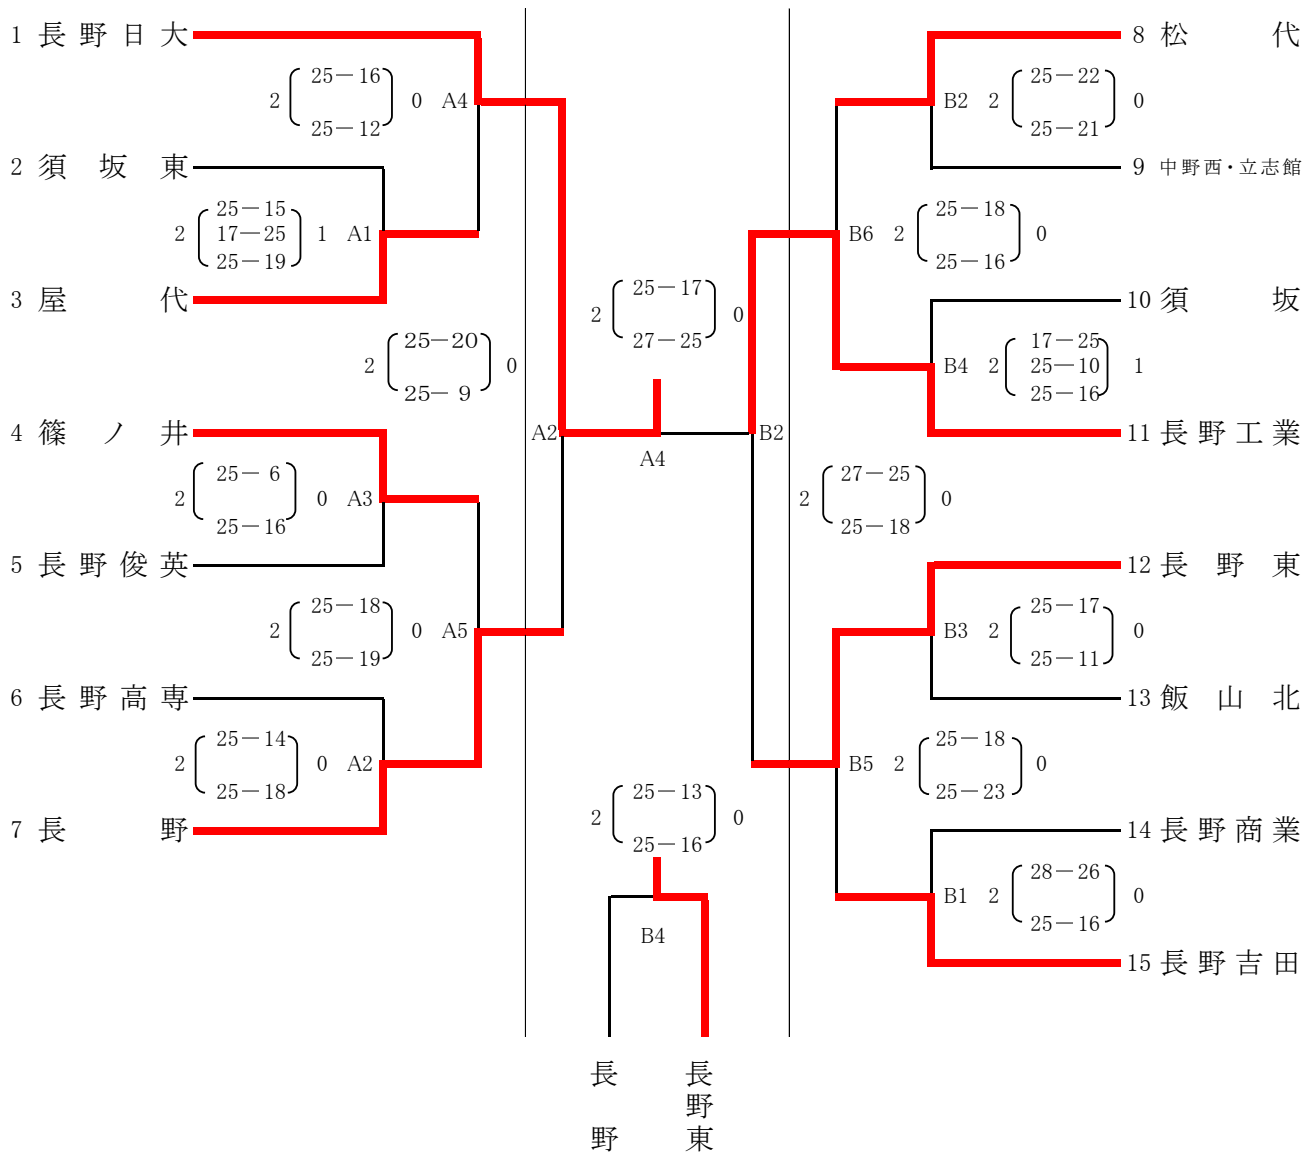 1 長野日大
25－16
2 0 A4
25－12
2 須坂東
25－15
2 17－25 1 A1
25－19
3 屋代
25－20
2 0
25－9
4 篠ノ井
25－6
2 0 A3
25－16
5 長野俊英
25－18
2 0 A5
25－19
6 長野高専
25－14
2 0 A2
25－18
7 長野
25－17
2 0
27－25
A2
B2
A4
25－13
2 0
25－16
B4
長野
長野東
8 松代
25－22
B2 2 0
25－21
9 中野西・立志館
25－18
B6 2 0
25－16
10 須坂
17－25
B4 2 25－10 1
25－16
11 長野工業
27－25
2 0
25－18
12 長野東
25－17
B3 2 0
25－11
13 飯山北
25－18
B5 2 0
25－23
14 長野商業
28－26
B1 2 0
25－16
15 長野吉田